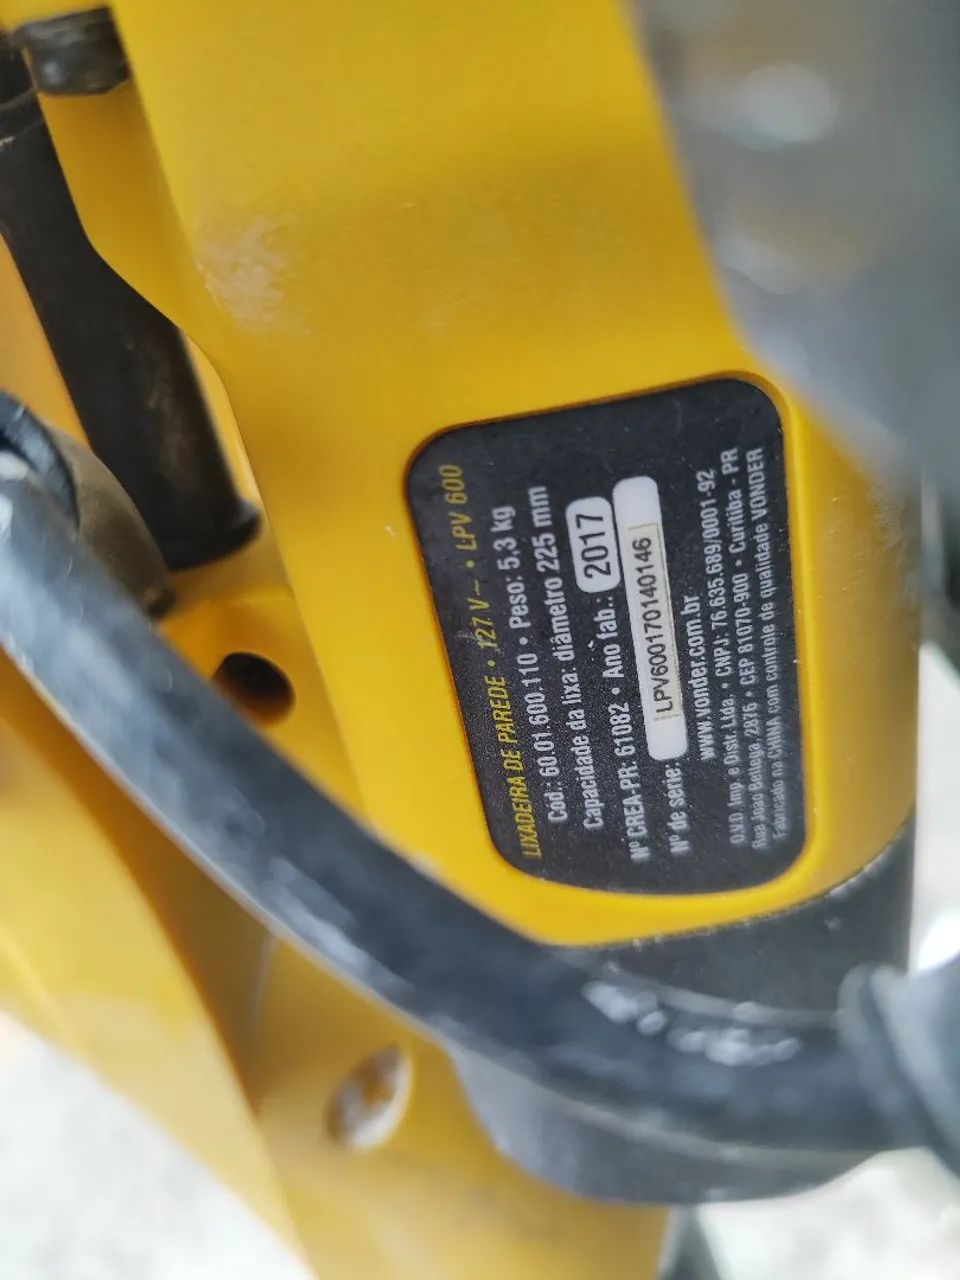 LIXADEIRA DE PAREDE • 127 V~ • LPV 600
Cód.: 60.01.600.110 • Peso: 5,3 kg
Capacidade da lixa: diâmetro 225 mm
Nº CREA-PR: 61082 • Ano fab.: 2017
Nº de série: LPV600170140146
www.vonder.com.br
O.V.D. Imp. e Distr. Ltda. • CNPJ: 76.635.689/0001-92
Rua João Bettega, 2876 • CEP 81070-900 • Curitiba - PR
Fabricado na CHINA com controle de qualidade VONDER